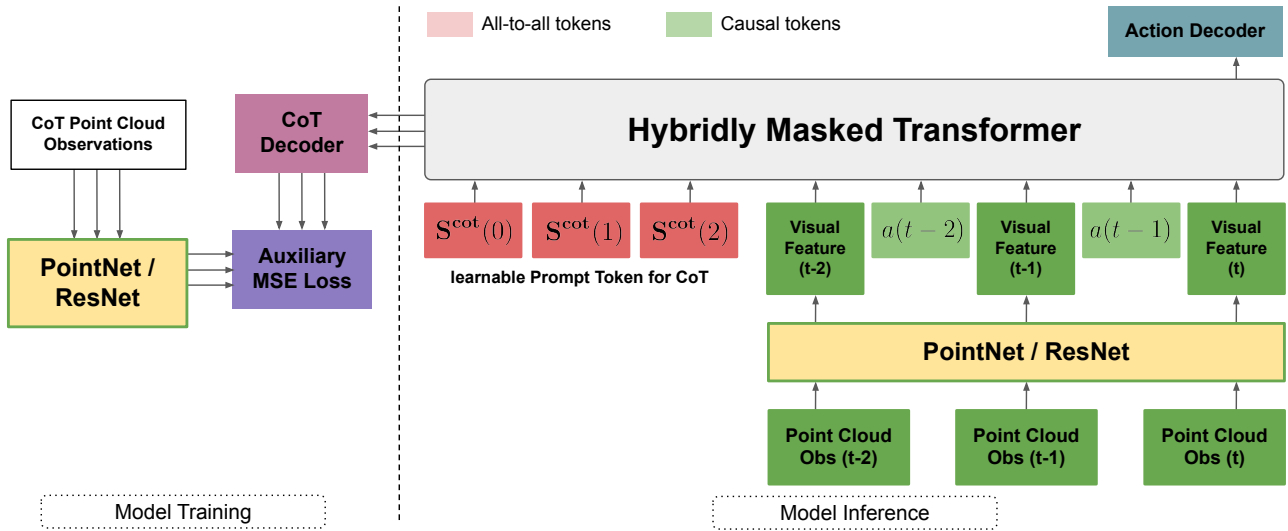 All-to-all tokens
Causal tokens
Action Decoder
CoT Point Cloud
Observations
CoT
Decoder
Hybridly Masked Transformer
PointNet /
ResNet
Auxiliary
MSE Loss
S^cot(0)
S^cot(1)
S^cot(2)
learnable Prompt Token for CoT
Visual
Feature
(t-2)
a(t − 2)
Visual
Feature
(t-1)
a(t − 1)
Visual
Feature
(t)
PointNet / ResNet
Point Cloud
Obs (t-2)
Point Cloud
Obs (t-1)
Point Cloud
Obs (t)
Model Training
Model Inference